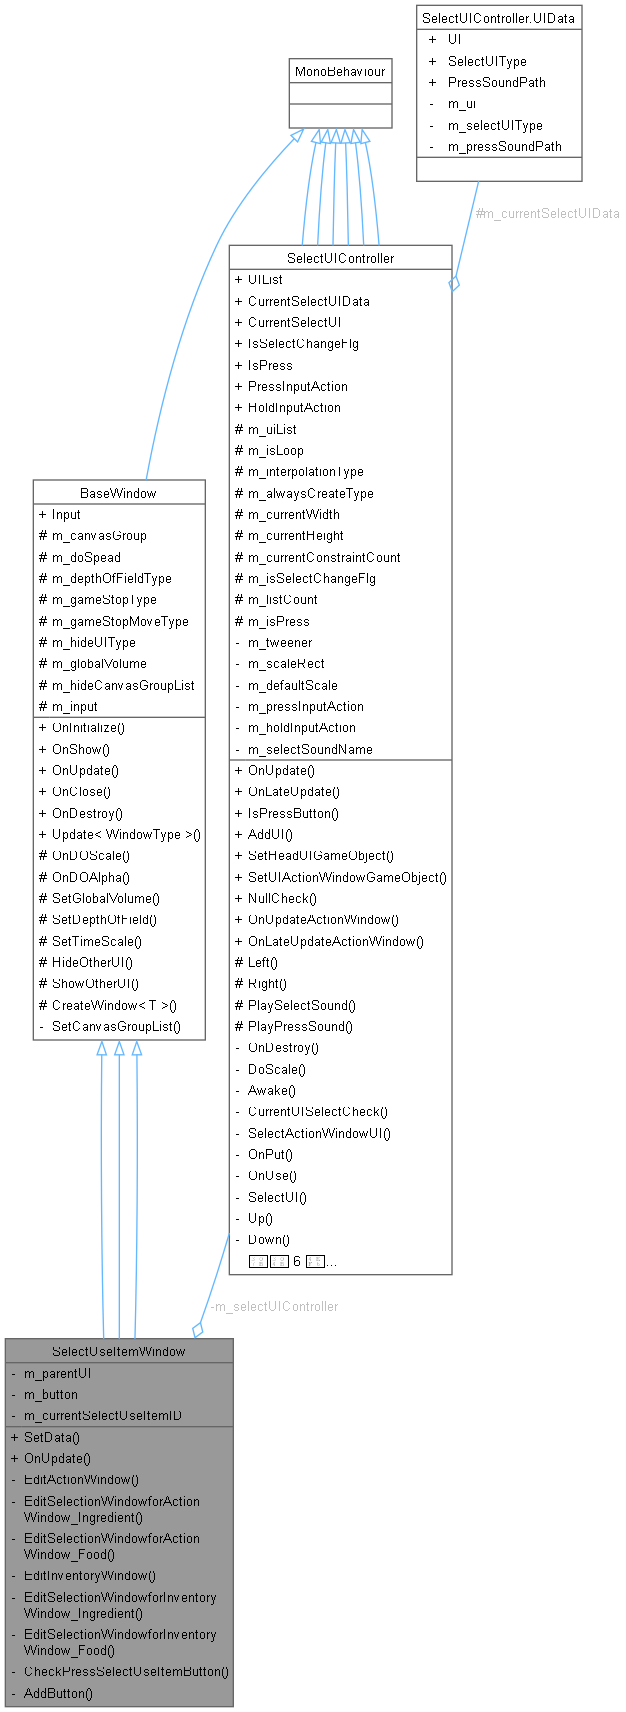 SelectUIController.UIData
+ UI
+ SelectUIType
+ PressSoundPath
- m_ui
- m_selectUIType
- m_pressSoundPath
MonoBehaviour
#m_currentSelectUIData
SelectUIController
+ UIList
+ CurrentSelectUIData
+ CurrentSelectUI
+ IsSelectChangeFlg
+ IsPress
+ PressInputAction
+ HoldInputAction
# m_uiList
# m_isLoop
# m_interpolationType
# m_alwaysCreateType
# m_currentWidth
# m_currentHeight
# m_currentConstraintCount
# m_isSelectChangeFlg
# m_listCount
# m_isPress
- m_tweener
- m_scaleRect
- m_defaultScale
- m_pressInputAction
- m_holdInputAction
- m_selectSoundName
+ OnUpdate()
+ OnLateUpdate()
+ IsPressButton()
+ AddUI()
+ SetHeadUIGameObject()
+ SetUIActionWindowGameObject()
+ NullCheck()
+ OnUpdateActionWindow()
+ OnLateUpdateActionWindow()
# Left()
# Right()
# PlaySelectSound()
# PlayPressSound()
- OnDestroy()
- DoScale()
- Awake()
- CurrentUISelectCheck()
- SelectActionWindowUI()
- OnPut()
- OnUse()
- SelectUI()
- Up()
- Down()
6 ...
BaseWindow
+ Input
# m_canvasGroup
# m_doSpead
# m_depthOfFieldType
# m_gameStopType
# m_gameStopMoveType
# m_hideUIType
# m_globalVolume
# m_hideCanvasGroupList
# m_input
+ OnInitialize()
+ OnShow()
+ OnUpdate()
+ OnClose()
+ OnDestroy()
+ Update< WindowType >()
# OnDOScale()
# OnDOAlpha()
# SetGlobalVolume()
# SetDepthOfField()
# SetTimeScale()
# HideOtherUI()
# ShowOtherUI()
# CreateWindow< T >()
- SetCanvasGroupList()
-m_selectUIController
SelectUseItemWindow
- m_parentUI
- m_button
- m_currentSelectUseItemID
+ SetData()
+ OnUpdate()
- EditActionWindow()
- EditSelectionWindowforAction
Window_Ingredient()
- EditSelectionWindowforAction
Window_Food()
- EditInventoryWindow()
- EditSelectionWindowforInventory
Window_Ingredient()
- EditSelectionWindowforInventory
Window_Food()
- CheckPressSelectUseItemButton()
- AddButton()